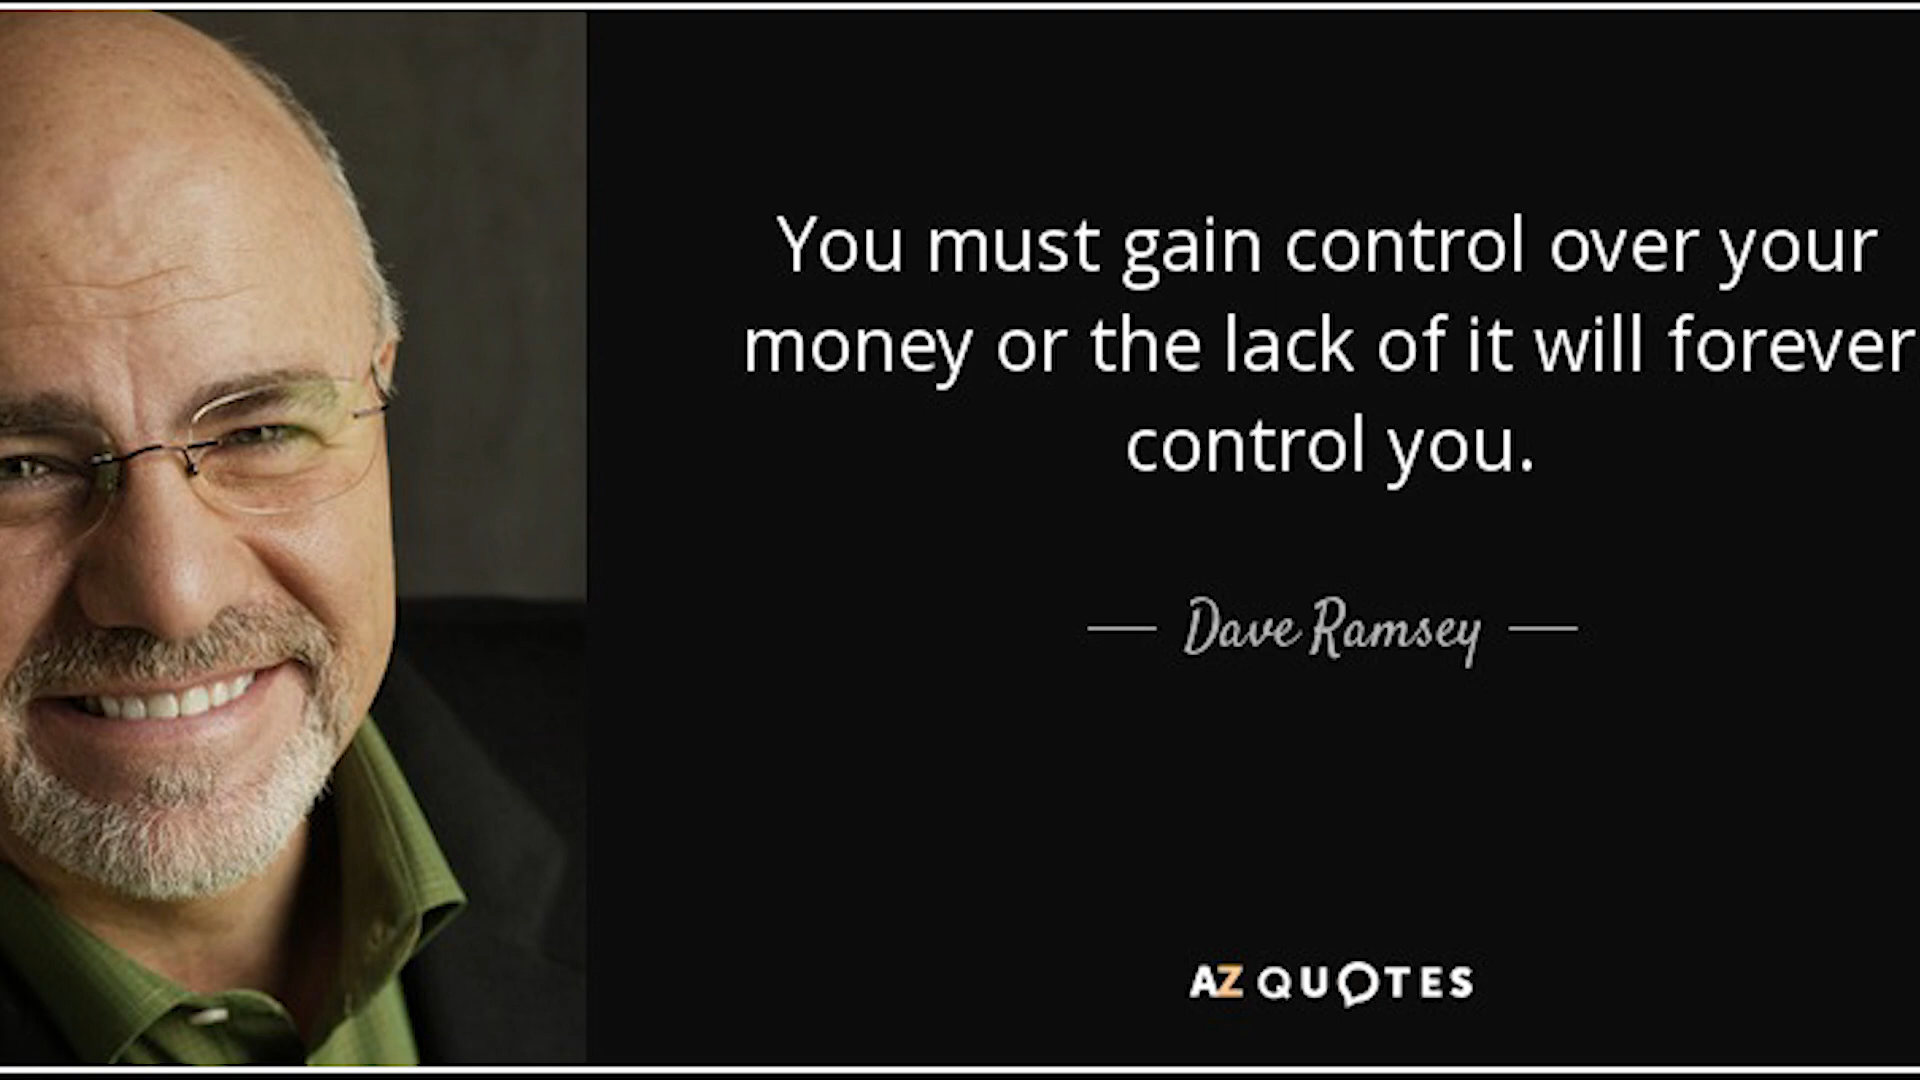 You must gain control over your
money or the lack of it will forever
control you.
Dave Ramsey
AZ QUOTES